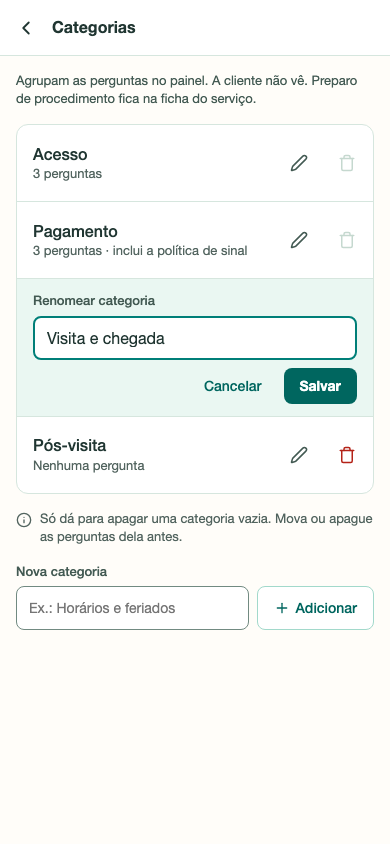 Categorias
Agrupam as perguntas no painel. A cliente não vê. Preparo
de procedimento fica na ficha do serviço.
Acesso
3 perguntas
Pagamento
3 perguntas · inclui a política de sinal
Renomear categoria
Visita e chegada
Cancelar
Salvar
Pós-visita
Nenhuma pergunta
Só dá para apagar uma categoria vazia. Mova ou apague
as perguntas dela antes.
Nova categoria
Ex.: Horários e feriados
Adicionar